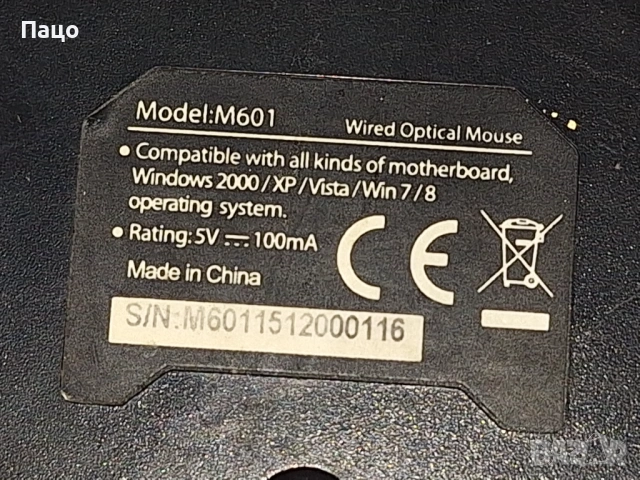 Пацо
Model:M601 Wired Optical Mouse
• Compatible with all kinds of motherboard,
Windows 2000/XP/Vista/Win 7/8
operating system.
• Rating:5V ⎓ 100mA
Made in China
CE
S/N:M6011512000116